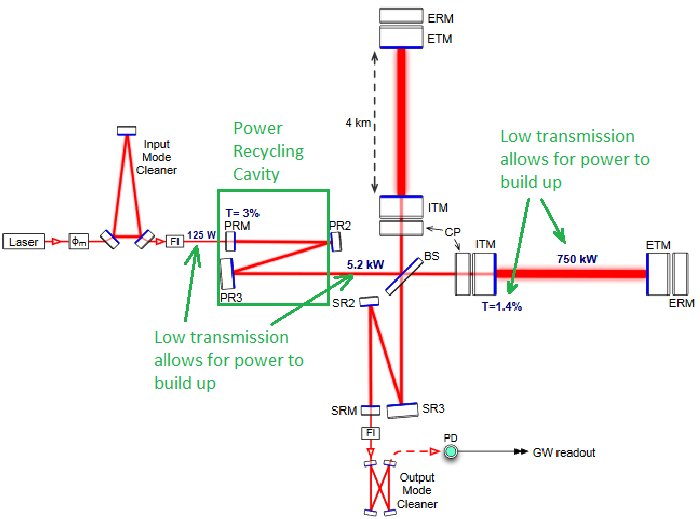 ERM
ETM
4 km
Input
Mode
Cleaner
Power
Recycling
Cavity
Low transmission
allows for power to
build up
T= 3%
PRM
PR2
ITM
CP
ITM
ETM
Laser
ϕm
FI
125 W
BS
750 kW
5.2 kW
PR3
SR2
T=1.4%
ERM
Low transmission
allows for power to
build up
SRM
SR3
FI
PD
GW readout
Output
Mode
Cleaner